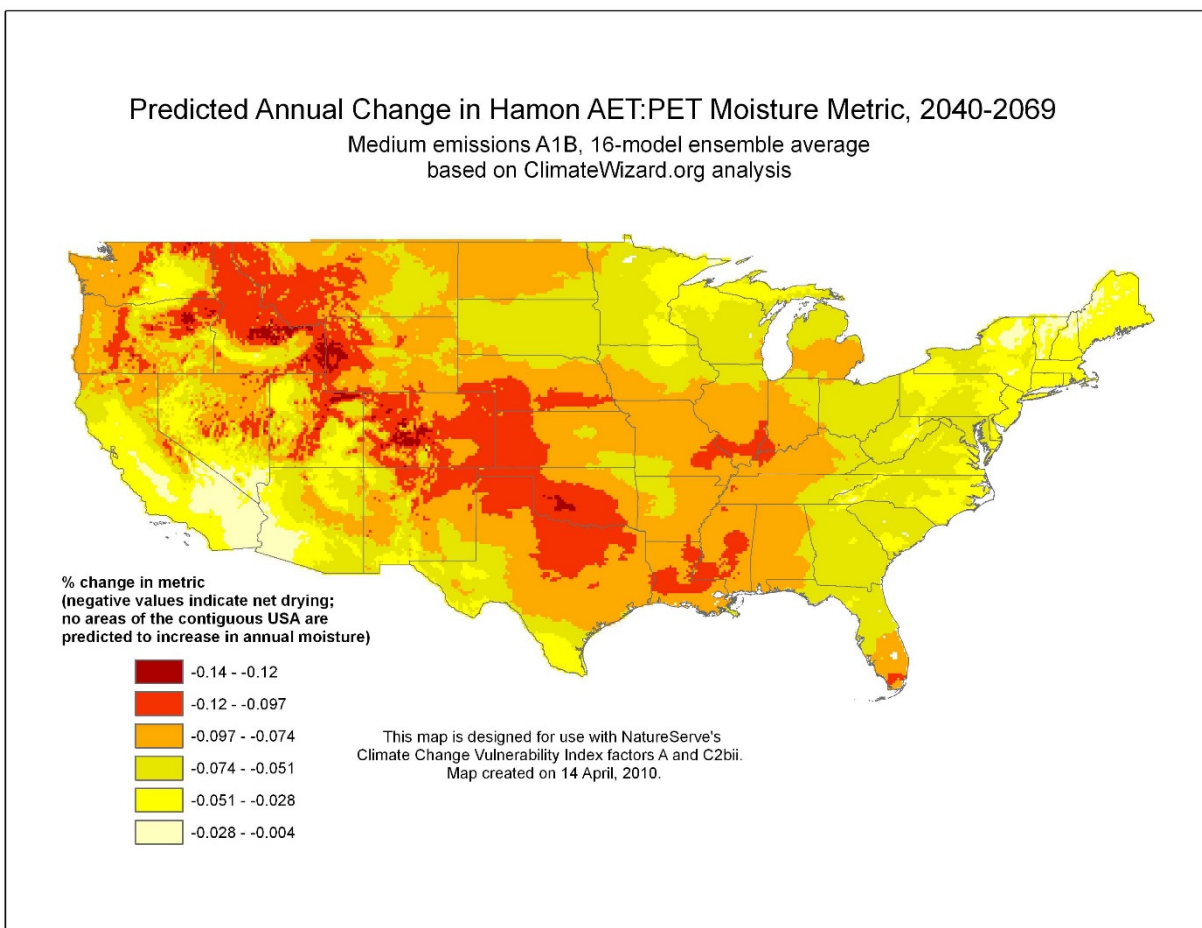 Predicted Annual Change in Hamon AET:PET Moisture Metric, 2040-2069
Medium emissions A1B, 16-model ensemble average
based on ClimateWizard.org analysis
% change in metric
(negative values indicate net drying;
no areas of the contiguous USA are
predicted to increase in annual moisture)
-0.14 - -0.12
-0.12 - -0.097
-0.097 - -0.074
-0.074 - -0.051
-0.051 - -0.028
-0.028 - -0.004
This map is designed for use with NatureServe's
Climate Change Vulnerability Index factors A and C2bii.
Map created on 14 April, 2010.